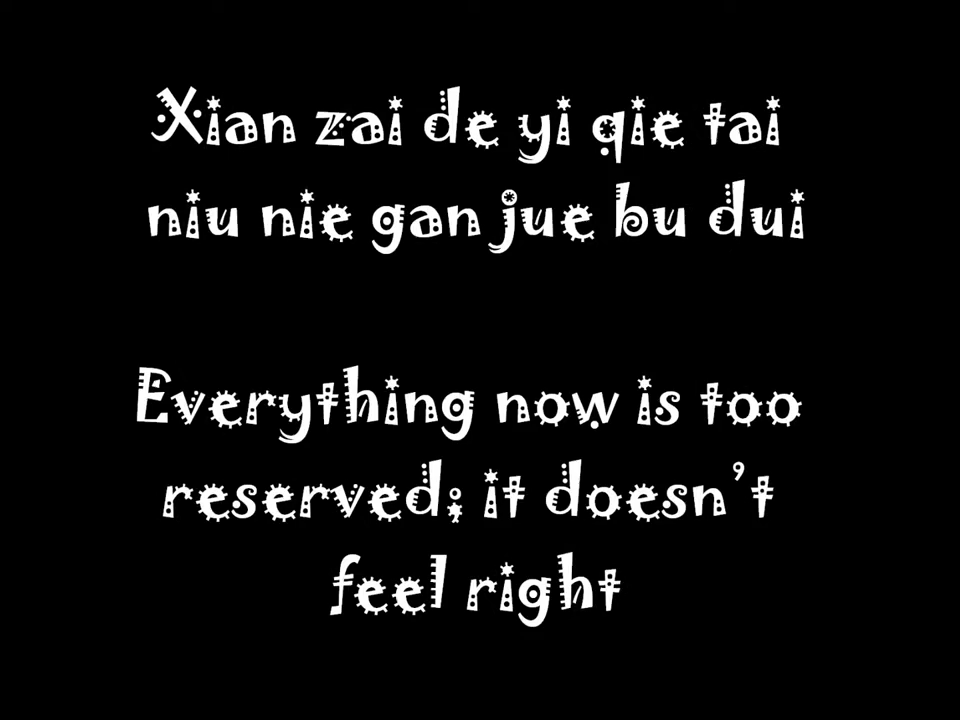 Xian zai de yi qie tai
niu nie gan jue bu dui
Everything now is too
reserved; it doesn't
feel right